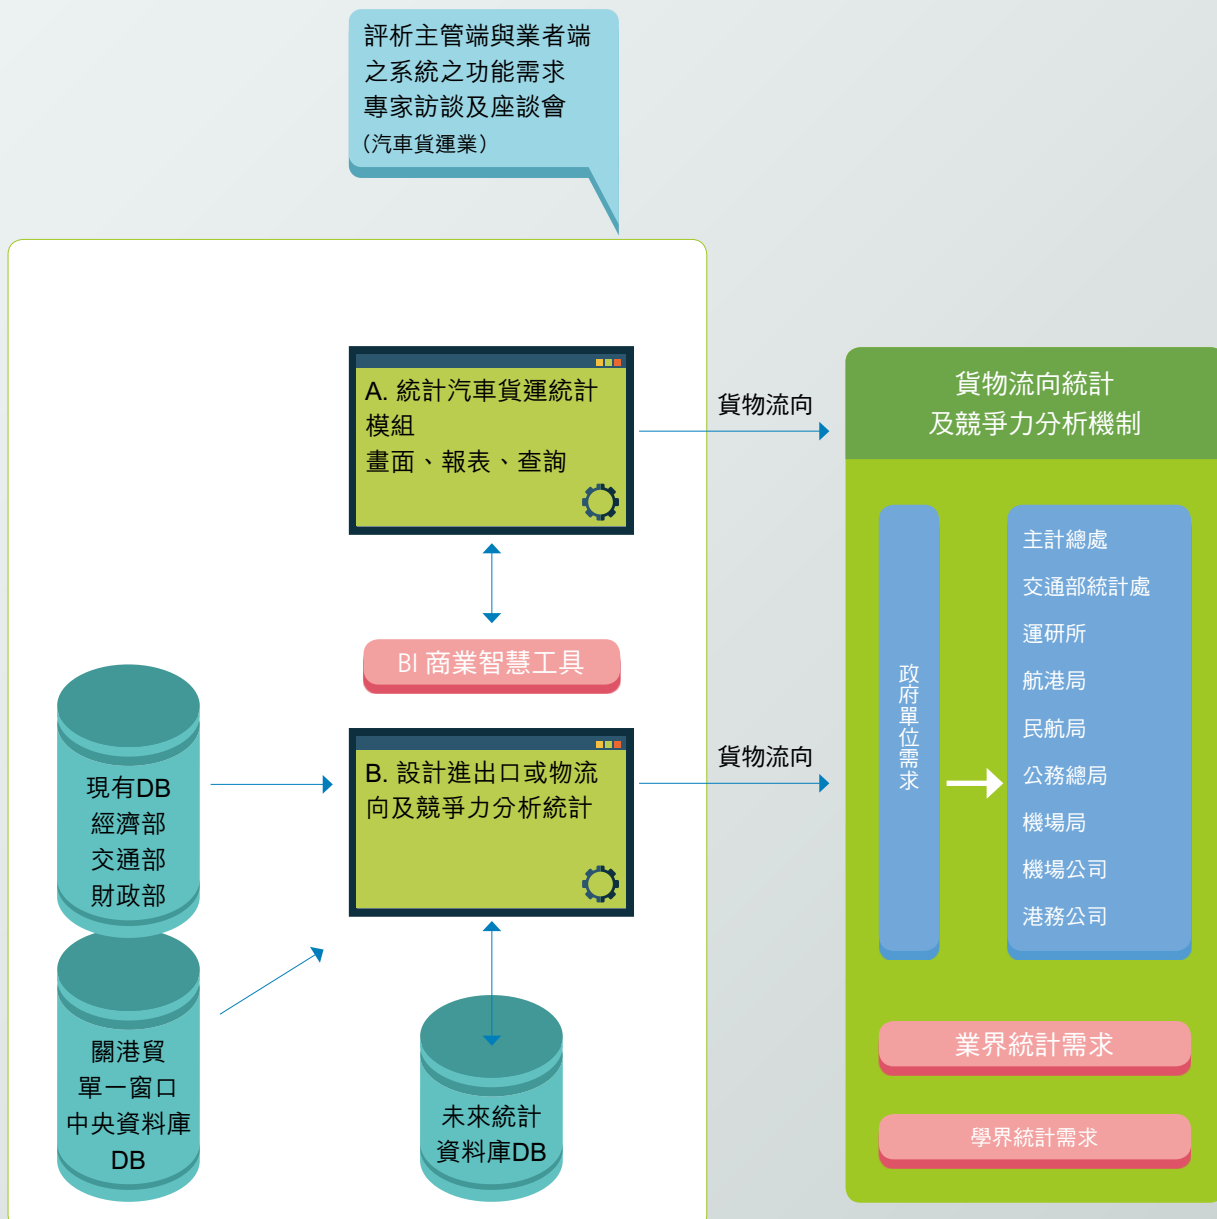 評析主管端與業者端
之系統之功能需求
專家訪談及座談會
（汽車貨運業）
A. 統計汽車貨運統計
模組
畫面、報表、查詢
貨物流向
BI 商業智慧工具
B. 設計進出口或物流
向及競爭力分析統計
貨物流向
現有DB
經濟部
交通部
財政部
關港貿
單一窗口
中央資料庫
DB
未來統計
資料庫DB
貨物流向統計
及競爭力分析機制
政府單位需求
主計總處
交通部統計處
運研所
航港局
民航局
公務總局
機場局
機場公司
港務公司
業界統計需求
學界統計需求